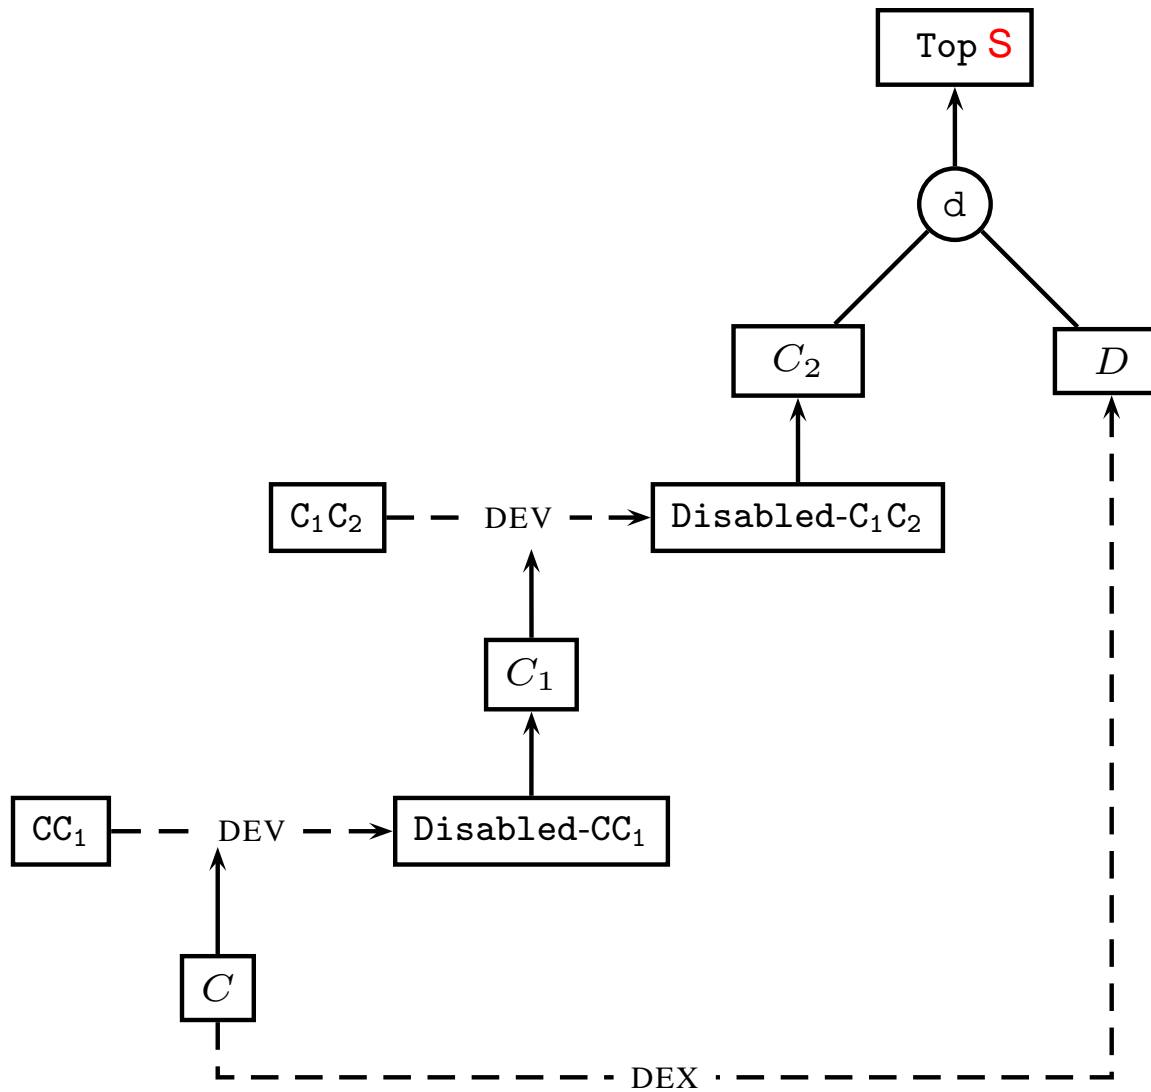 Top S
d
C₂ D
C₁C₂ DEV Disabled-C₁C₂
C₁
CC₁ DEV Disabled-CC₁
C
DEX